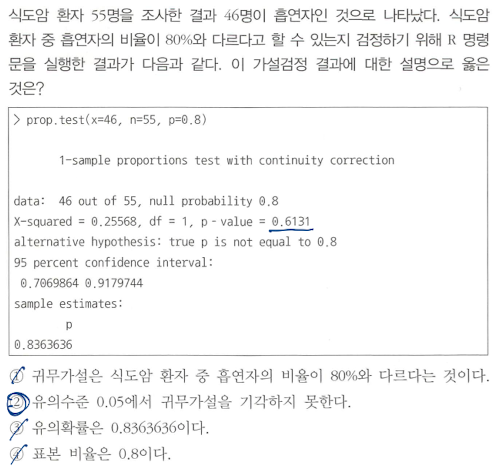 식도암 환자 55명을 조사한 결과 46명이 흡연자인 것으로 나타났다. 식도암
환자 중 흡연자의 비율이 80%와 다르다고 할 수 있는지 검정하기 위해 R 명령
문을 실행한 결과가 다음과 같다. 이 가설검정 결과에 대한 설명으로 옳은
것은?
> prop.test(x=46, n=55, p=0.8)
1-sample proportions test with continuity correction
data: 46 out of 55, null probability 0.8
X-squared = 0.25568, df = 1, p-value = 0.6131
alternative hypothesis: true p is not equal to 0.8
95 percent confidence interval:
0.7069864 0.9179744
sample estimates:
p
0.8363636
① 귀무가설은 식도암 환자 중 흡연자의 비율이 80%와 다르다는 것이다.
② 유의수준 0.05에서 귀무가설을 기각하지 못한다.
③ 유의확률은 0.8363636이다.
④ 표본 비율은 0.8이다.